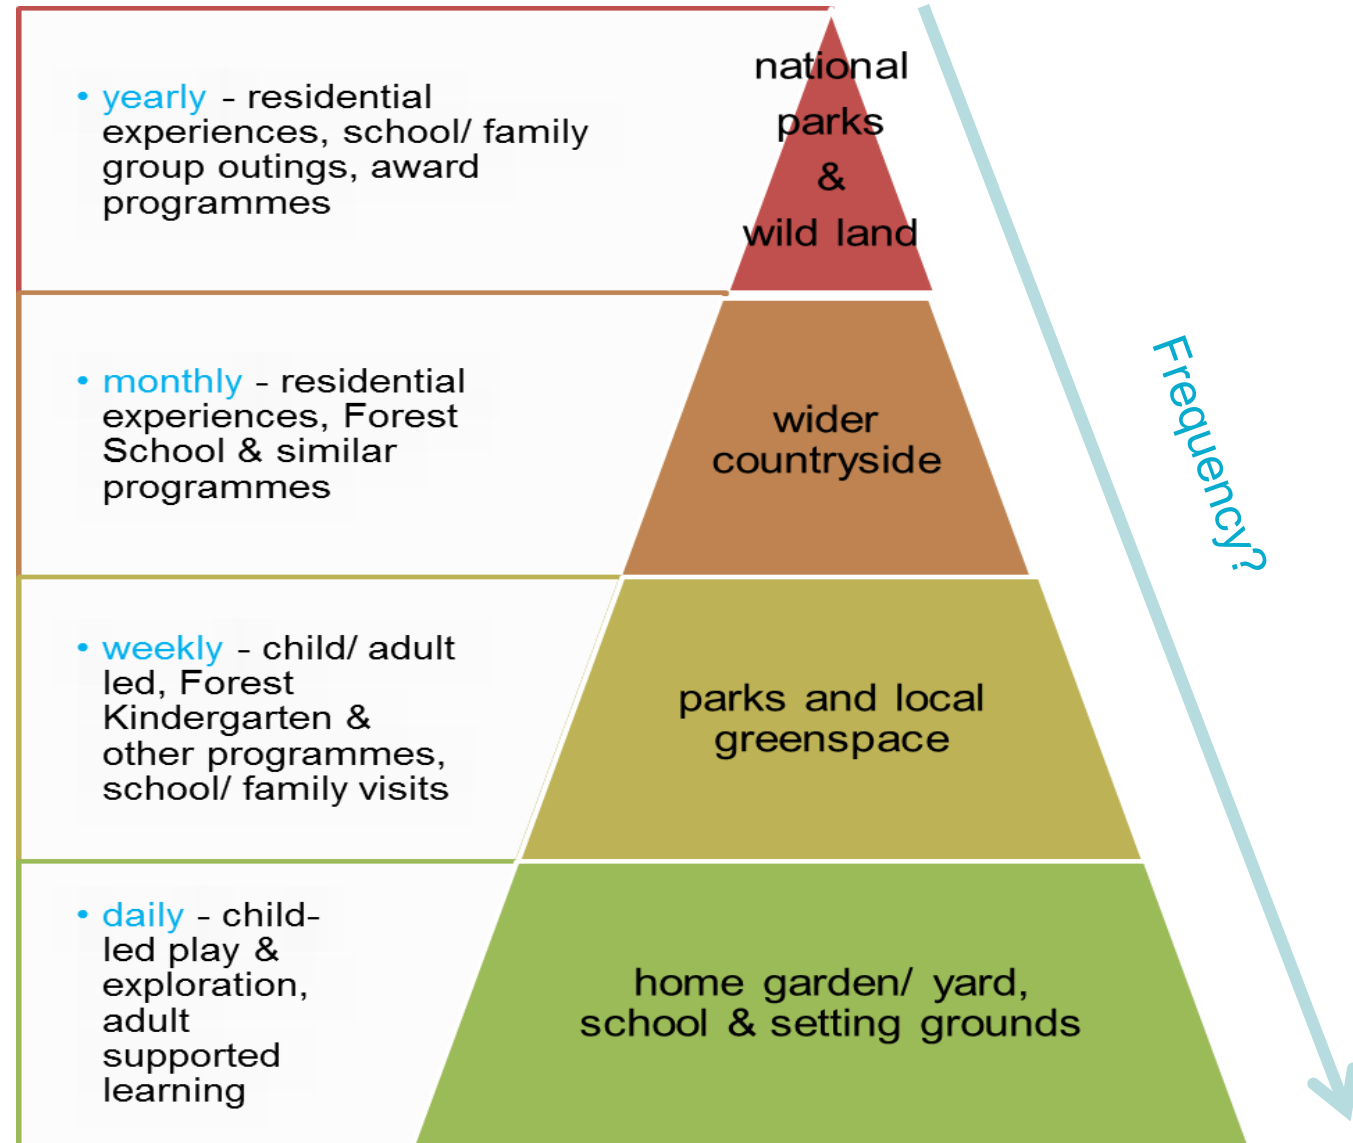 • yearly - residential
experiences, school/ family
group outings, award
programmes
national
parks
&
wild land
• monthly - residential
experiences, Forest
School & similar
programmes
wider
countryside
Frequency?
• weekly - child/ adult
led, Forest
Kindergarten &
other programmes,
school/ family visits
parks and local
greenspace
• daily - child-
led play &
exploration,
adult
supported
learning
home garden/ yard,
school & setting grounds